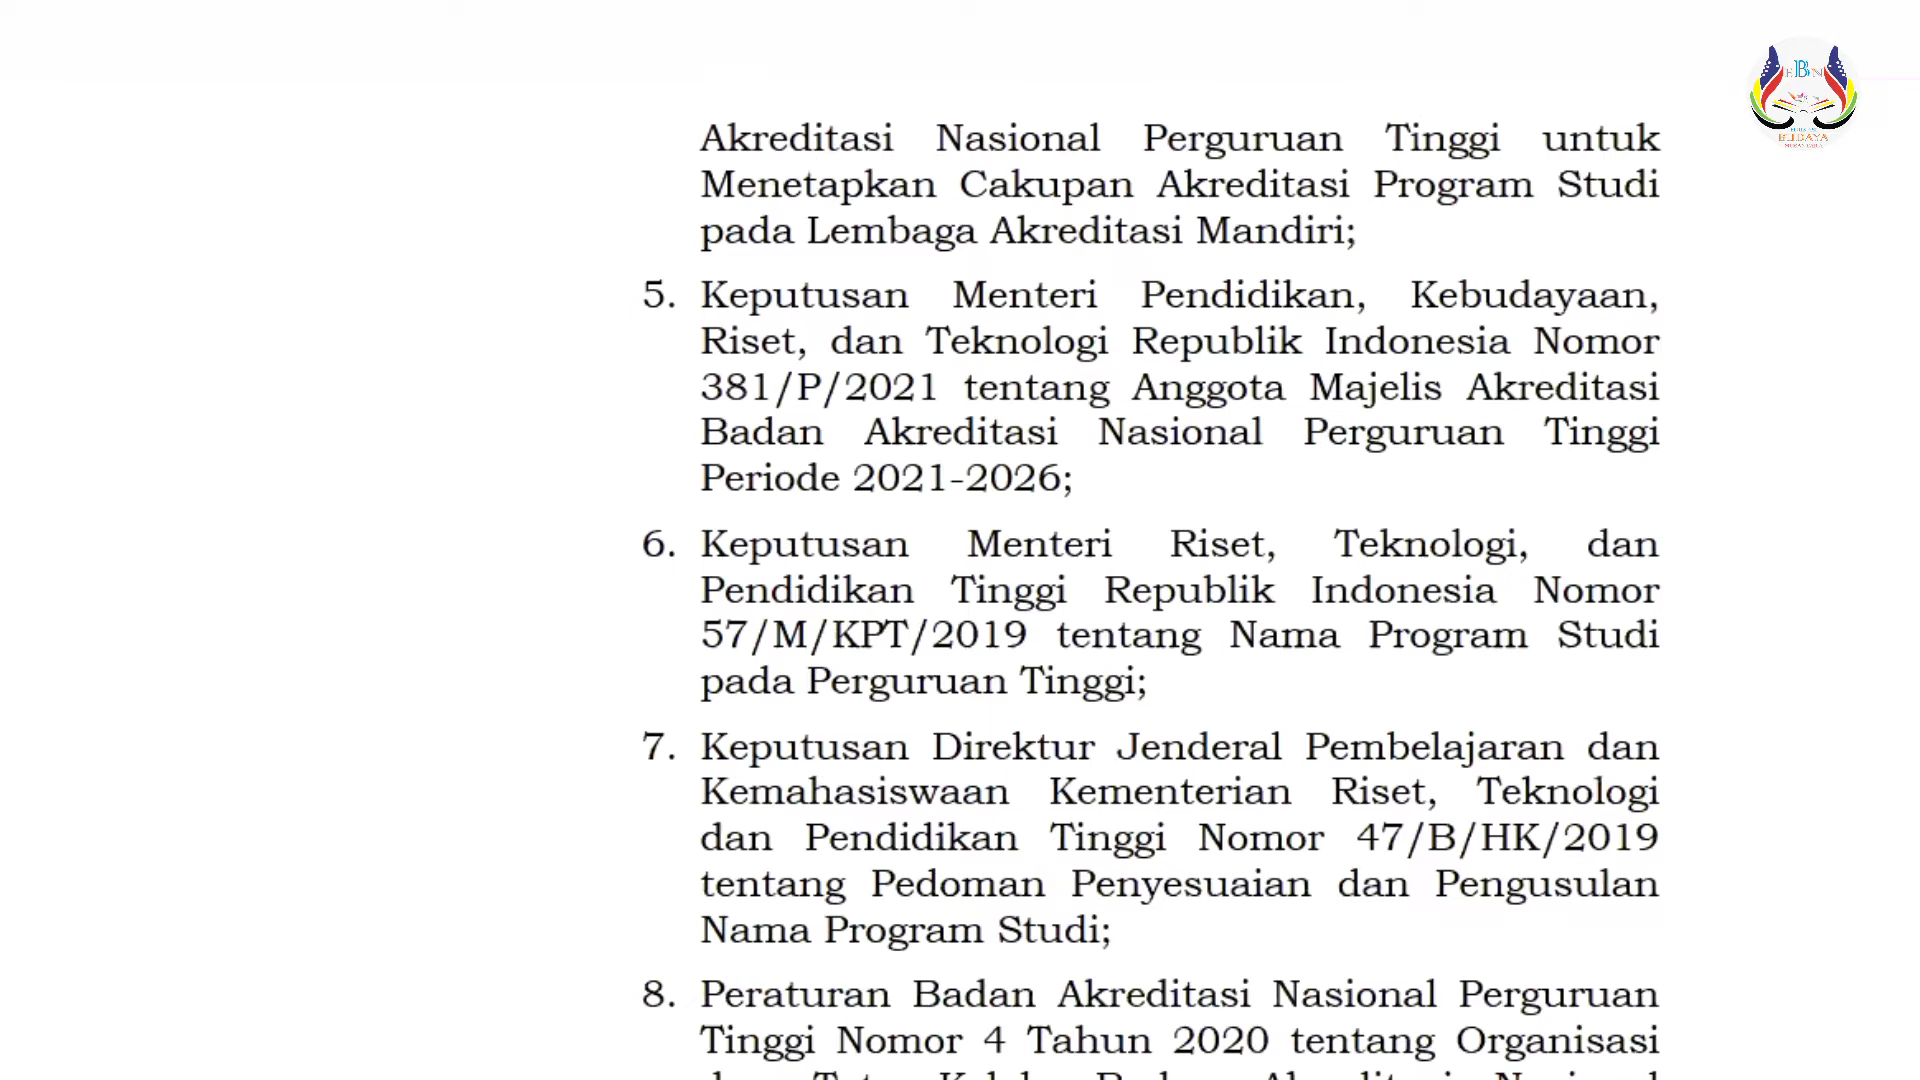 EBN
BUDAYA
Akreditasi Nasional Perguruan Tinggi untuk
Menetapkan Cakupan Akreditasi Program Studi
pada Lembaga Akreditasi Mandiri;
5. Keputusan Menteri Pendidikan, Kebudayaan,
Riset, dan Teknologi Republik Indonesia Nomor
381/P/2021 tentang Anggota Majelis Akreditasi
Badan Akreditasi Nasional Perguruan Tinggi
Periode 2021-2026;
6. Keputusan Menteri Riset, Teknologi, dan
Pendidikan Tinggi Republik Indonesia Nomor
57/M/KPT/2019 tentang Nama Program Studi
pada Perguruan Tinggi;
7. Keputusan Direktur Jenderal Pembelajaran dan
Kemahasiswaan Kementerian Riset, Teknologi
dan Pendidikan Tinggi Nomor 47/B/HK/2019
tentang Pedoman Penyesuaian dan Pengusulan
Nama Program Studi;
8. Peraturan Badan Akreditasi Nasional Perguruan
Tinggi Nomor 4 Tahun 2020 tentang Organisasi